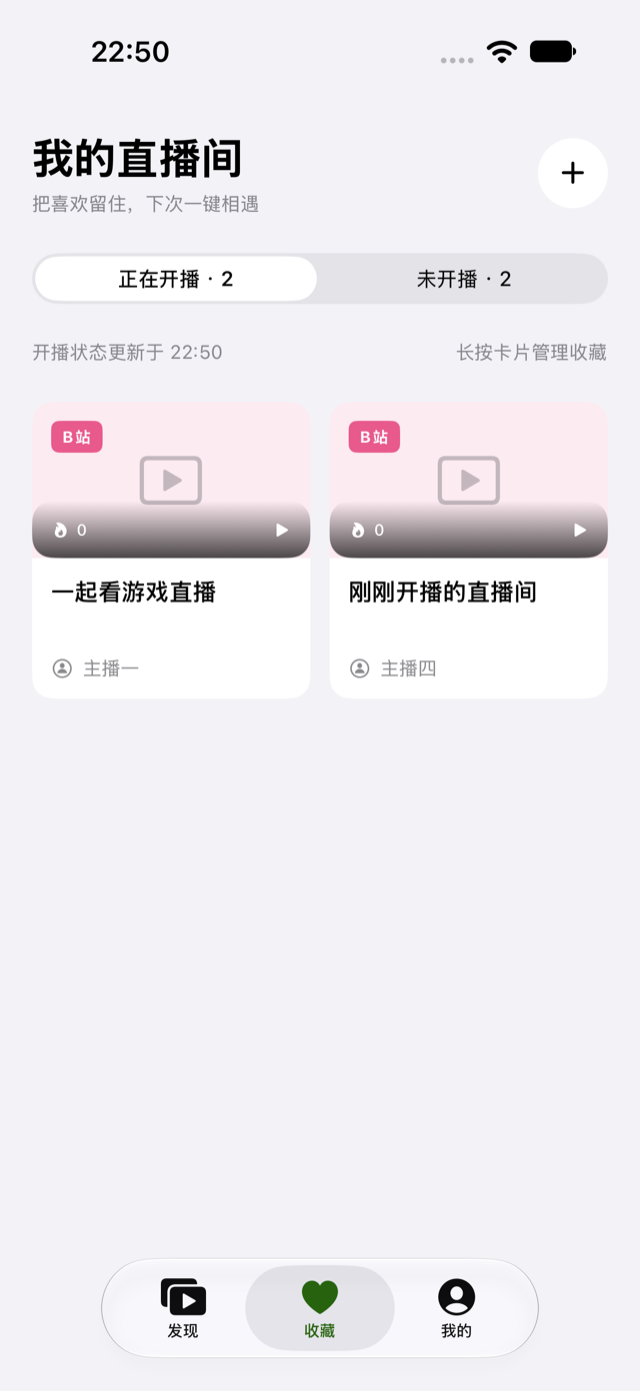 22:50
我的直播间
把喜欢留住，下次一键相遇
正在开播 · 2
未开播 · 2
开播状态更新于 22:50
长按卡片管理收藏
B站
B站
0
0
一起看游戏直播
刚刚开播的直播间
主播一
主播四
发现
收藏
我的